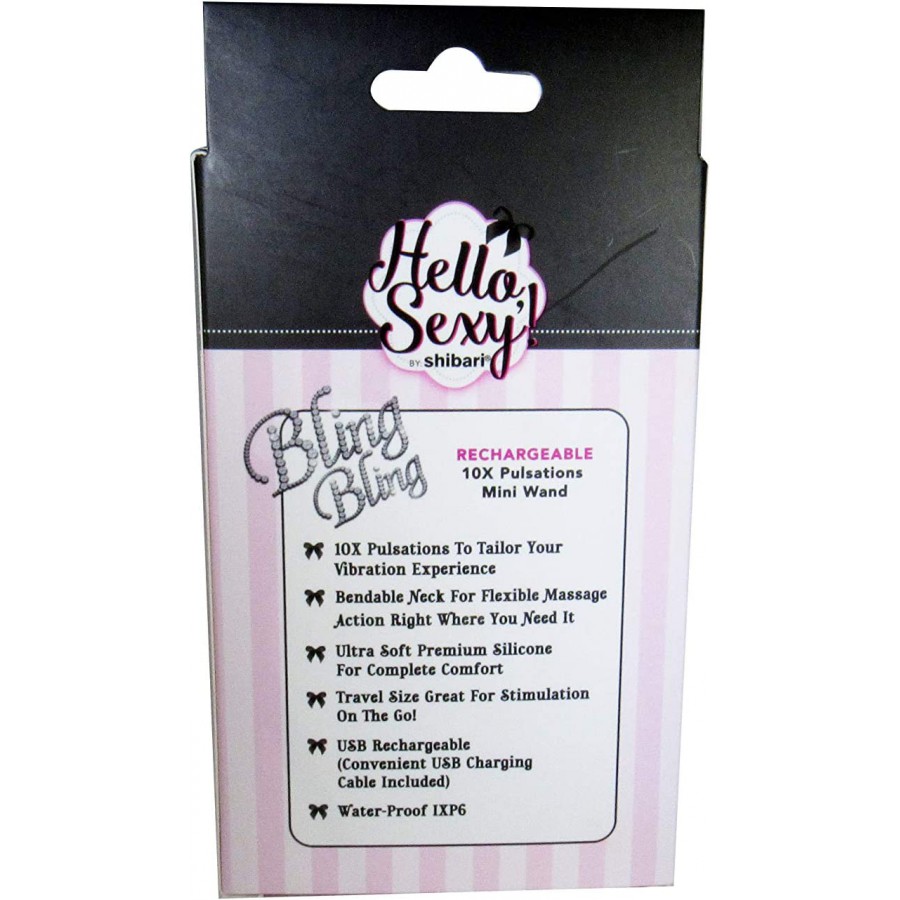 Hello,
Sexy!
BY: shibari®
Bling
Bling
RECHARGEABLE
10X Pulsations
Mini Wand
10X Pulsations To Tailor Your
Vibration Experience
Bendable Neck For Flexible Massage
Action Right Where You Need It
Ultra Soft Premium Silicone
For Complete Comfort
Travel Size Great For Stimulation
On The Go!
USB Rechargeable
(Convenient USB Charging
Cable Included)
Water-Proof IXP6